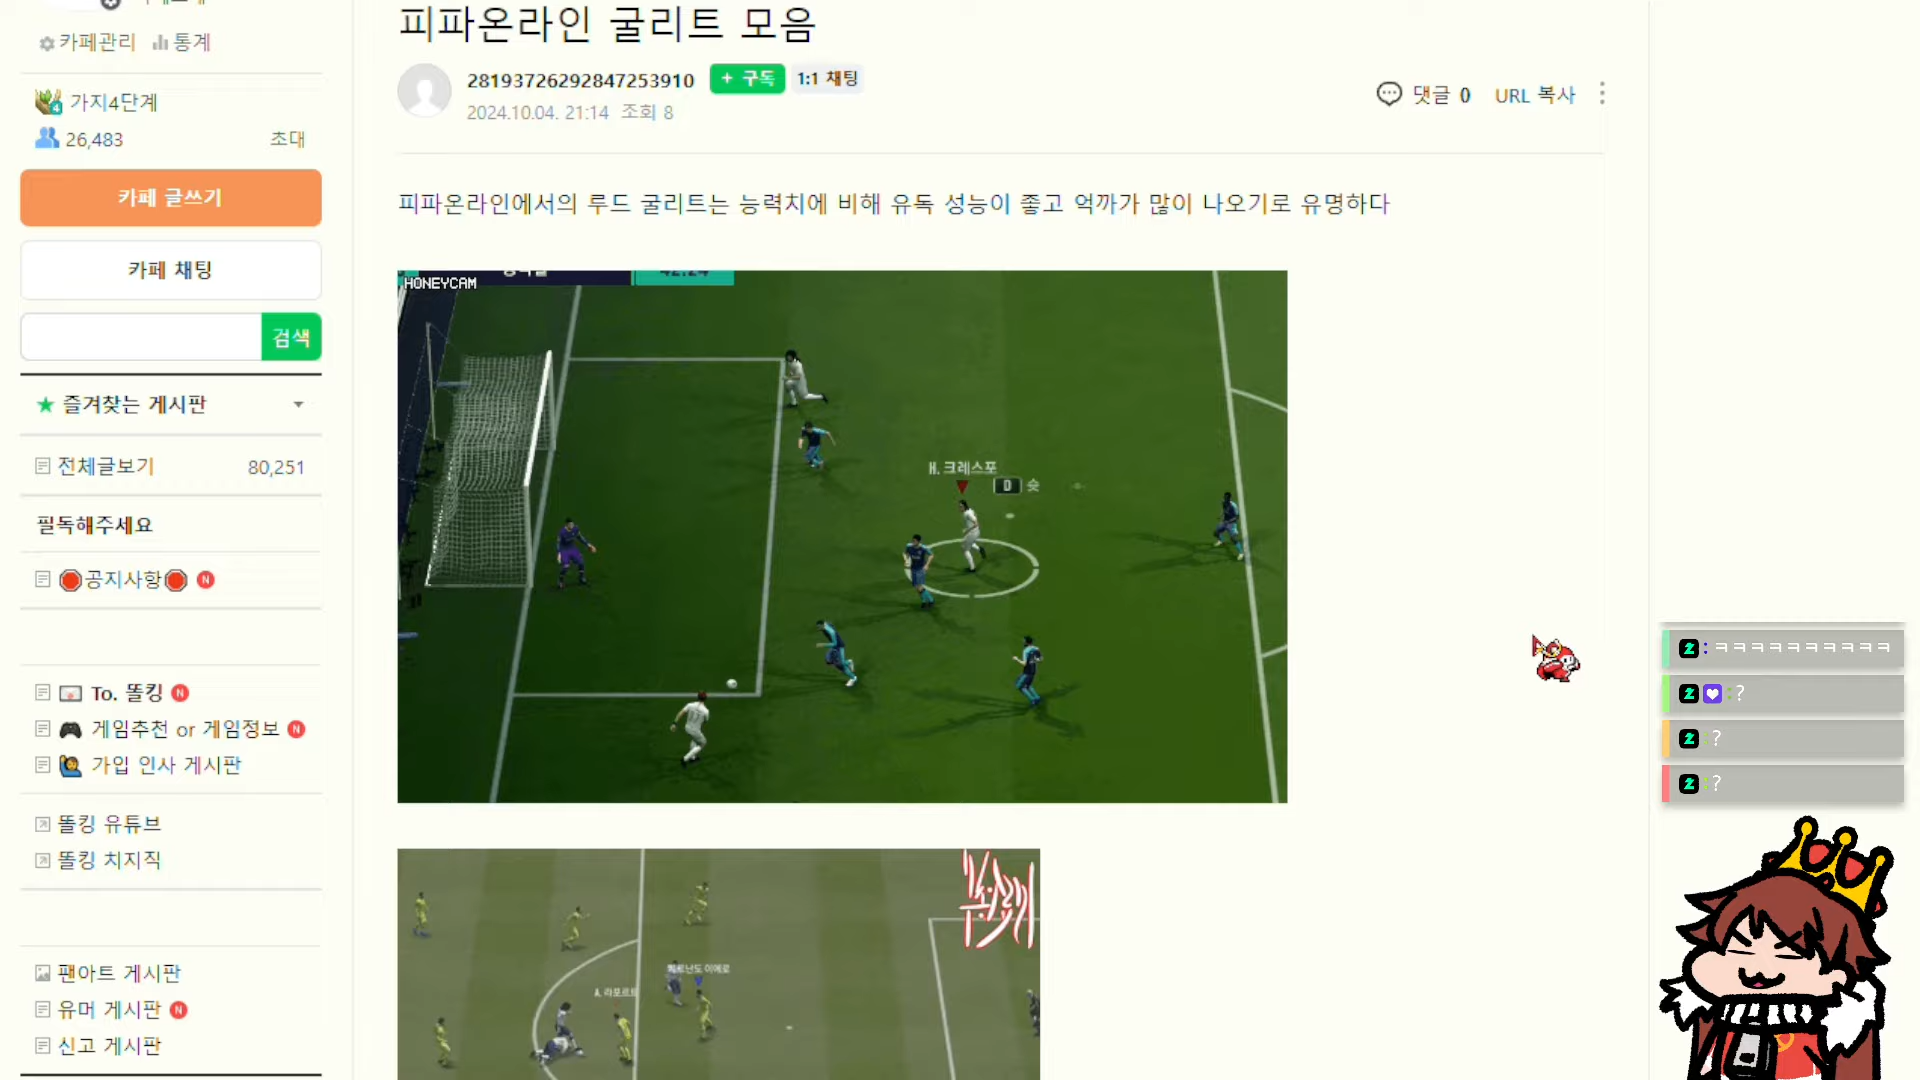 피파온라인 굴리트 모음
카페관리 통계
28193726292847253910 + 구독 1:1 채팅
2024.10.04. 21:14 조회 8
댓글 0 URL 복사
가지4단계
26,483 초대
카페 글쓰기
카페 채팅
검색
즐겨찾는 게시판
전체글보기 80,251
필독해주세요
공지사항 N
To. 똘킹 N
게임추천 or 게임정보 N
가입 인사 게시판
똘킹 유튜브
똘킹 치지직
팬아트 게시판
유머 게시판 N
신고 게시판
피파온라인에서의 루드 굴리트는 능력치에 비해 유독 성능이 좋고 억까가 많이 나오기로 유명하다
HONEYCAM
H. 크레스포
D 슛
A. 라포르트
:ㅋㅋㅋㅋㅋㅋㅋㅋㅋㅋ
:?
:?
:?